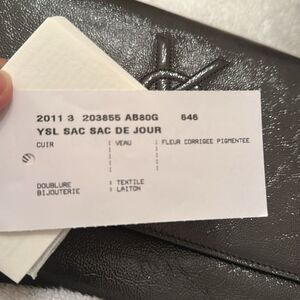 2011 3 203855 AB80G 646
YSL SAC SAC DE JOUR
CUIR | VEAU | FLEUR CORRIGEE PIGMENTEE
DOUBLURE : TEXTILE
BIJOUTERIE : LAITON